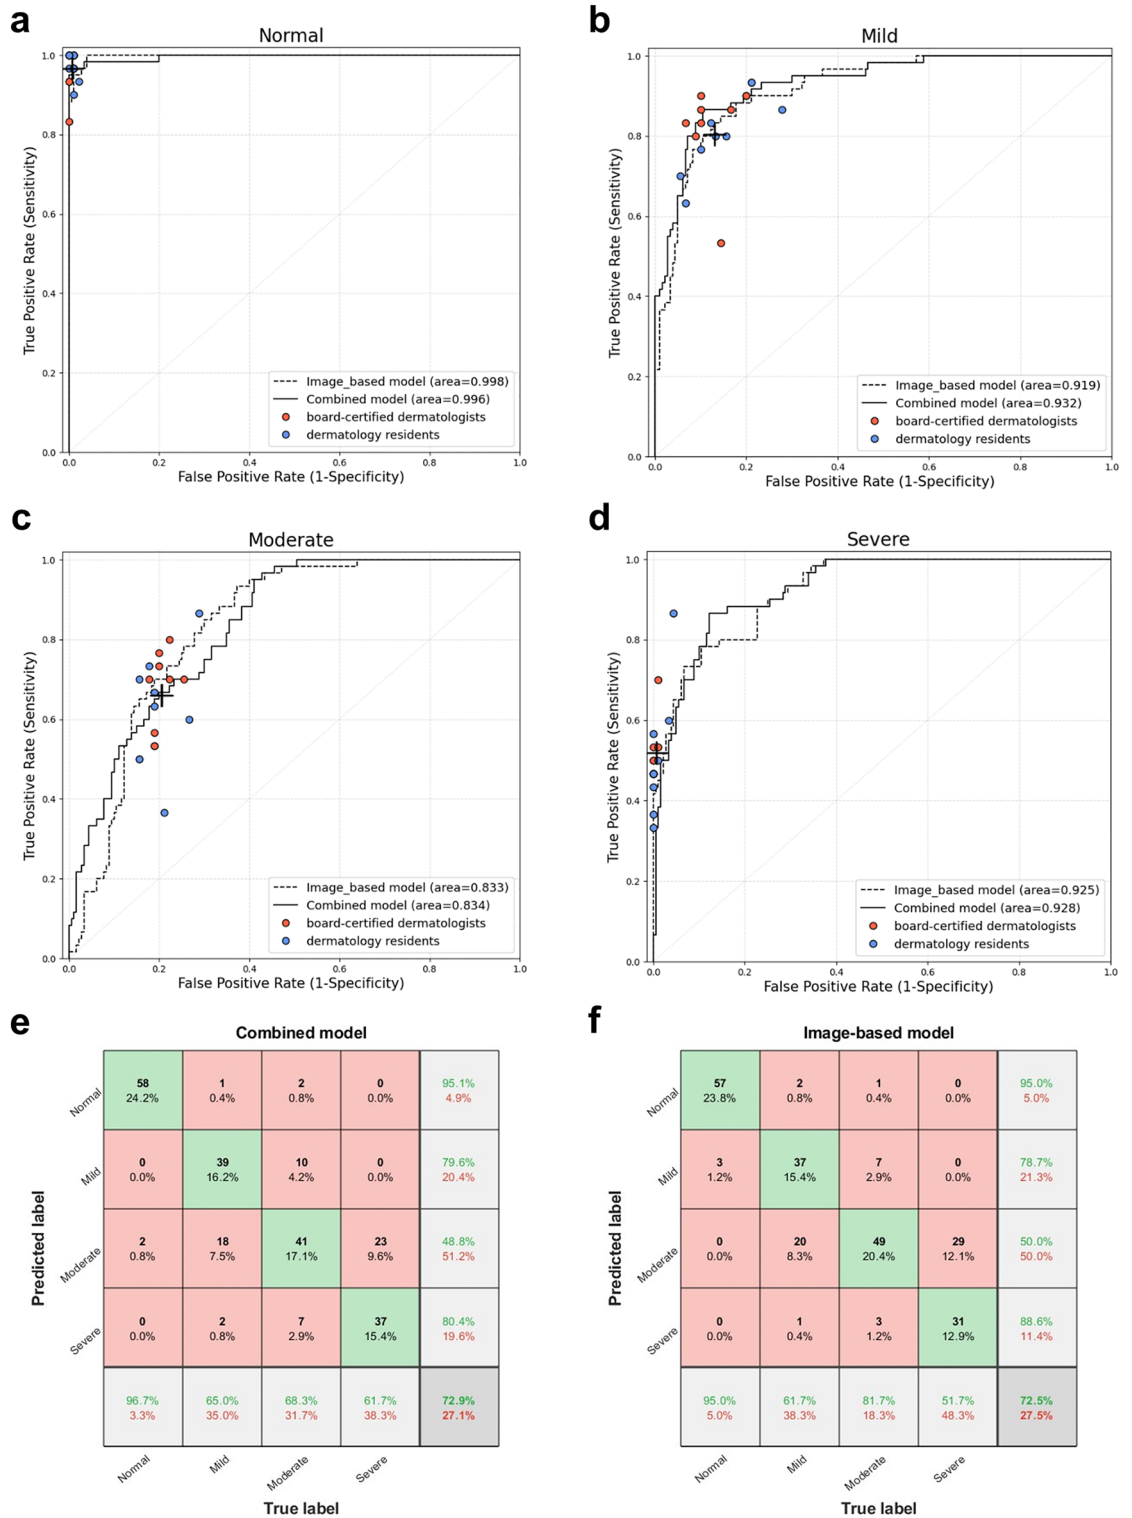 a
Normal
True Positive Rate (Sensitivity)
1.0
0.8
0.6
0.4
0.2
0.0
0.0 0.2 0.4 0.6 0.8 1.0
False Positive Rate (1-Specificity)
Image_based model (area=0.998)
Combined model (area=0.996)
board-certified dermatologists
dermatology residents
b
Mild
True Positive Rate (Sensitivity)
1.0
0.8
0.6
0.4
0.2
0.0
0.0 0.2 0.4 0.6 0.8 1.0
False Positive Rate (1-Specificity)
Image_based model (area=0.919)
Combined model (area=0.932)
board-certified dermatologists
dermatology residents
c
Moderate
True Positive Rate (Sensitivity)
1.0
0.8
0.6
0.4
0.2
0.0
0.0 0.2 0.4 0.6 0.8 1.0
False Positive Rate (1-Specificity)
Image_based model (area=0.833)
Combined model (area=0.834)
board-certified dermatologists
dermatology residents
d
Severe
True Positive Rate (Sensitivity)
1.0
0.8
0.6
0.4
0.2
0.0
0.0 0.2 0.4 0.6 0.8 1.0
False Positive Rate (1-Specificity)
Image_based model (area=0.925)
Combined model (area=0.928)
board-certified dermatologists
dermatology residents
e
Combined model
Predicted label
Normal
58 1 2 0 95.1%
24.2% 0.4% 0.8% 0.0% 4.9%
Mild
0 39 10 0 79.6%
0.0% 16.2% 4.2% 0.0% 20.4%
Moderate
2 18 41 23 48.8%
0.8% 7.5% 17.1% 9.6% 51.2%
Severe
0 2 7 37 80.4%
0.0% 0.8% 2.9% 15.4% 19.6%
96.7% 65.0% 68.3% 61.7% 72.9%
3.3% 35.0% 31.7% 38.3% 27.1%
Normal Mild Moderate Severe
True label
f
Image-based model
Predicted label
Normal
57 2 1 0 95.0%
23.8% 0.8% 0.4% 0.0% 5.0%
Mild
3 37 7 0 78.7%
1.2% 15.4% 2.9% 0.0% 21.3%
Moderate
0 20 49 29 50.0%
0.0% 8.3% 20.4% 12.1% 50.0%
Severe
0 1 3 31 88.6%
0.0% 0.4% 1.2% 12.9% 11.4%
95.0% 61.7% 81.7% 51.7% 72.5%
5.0% 38.3% 18.3% 48.3% 27.5%
Normal Mild Moderate Severe
True label